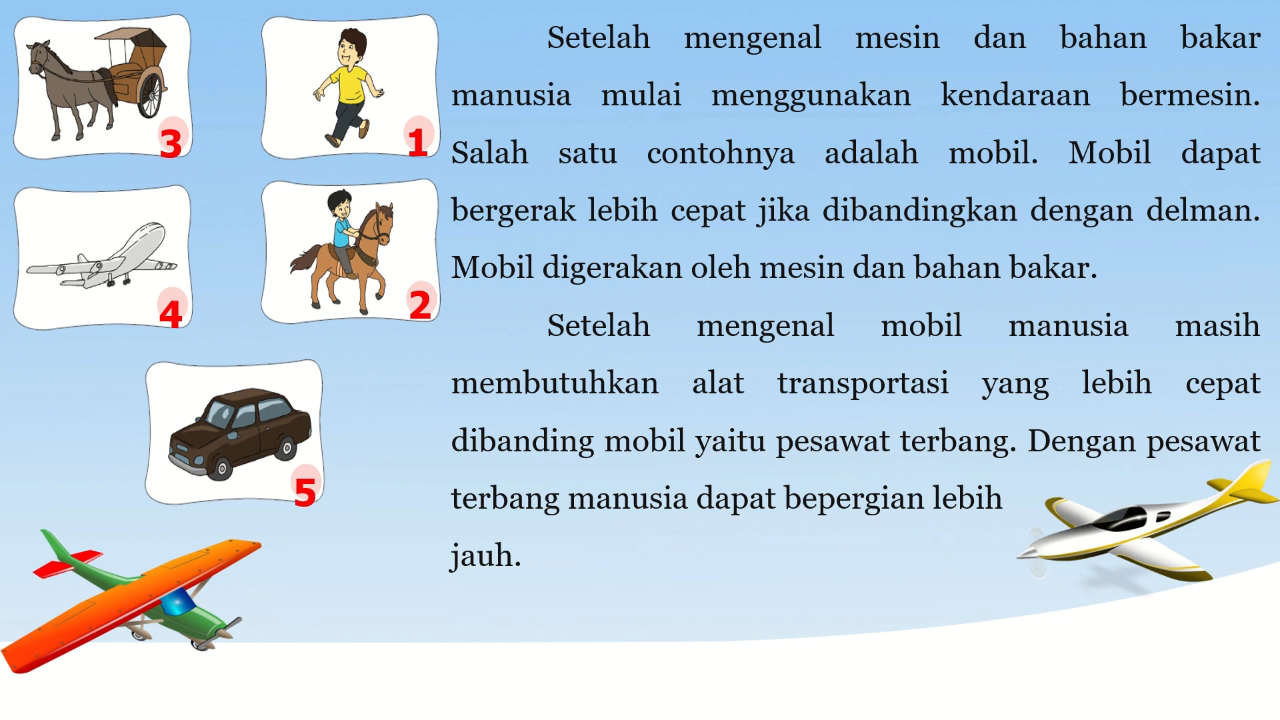 3
1
4
2
5
Setelah mengenal mesin dan bahan bakar
manusia mulai menggunakan kendaraan bermesin.
Salah satu contohnya adalah mobil. Mobil dapat
bergerak lebih cepat jika dibandingkan dengan delman.
Mobil digerakan oleh mesin dan bahan bakar.
Setelah mengenal mobil manusia masih
membutuhkan alat transportasi yang lebih cepat
dibanding mobil yaitu pesawat terbang. Dengan pesawat
terbang manusia dapat bepergian lebih
jauh.